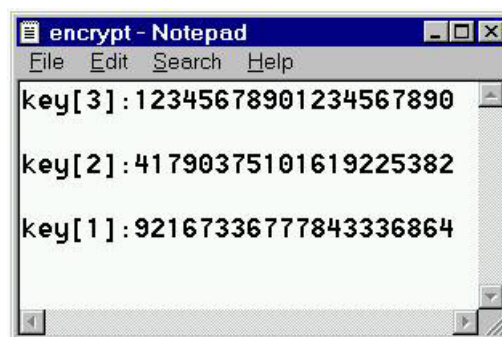 encrypt - Notepad
File Edit Search Help
key[3]:12345678901234567890
key[2]:41790375101619225382
key[1]:92167336777843336864